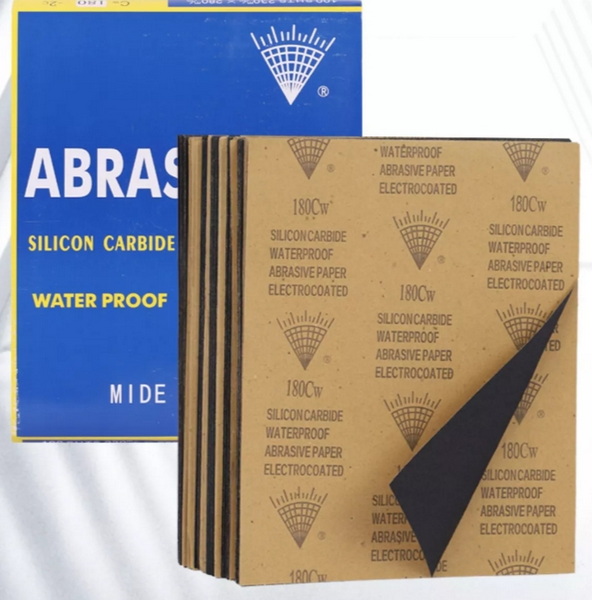 C-180
®
ABRAS
SILICON CARBIDE
WATER PROOF
MIDE
WATERPROOF
ABRASIVE PAPER
ELECTROCOATED
180Cw
SILICON CARBIDE
WATERPROOF
ABRASIVE PAPER
ELECTROCOATED
180Cw
SILICON CARBIDE
WATERPROOF
ABRASIVE PAPER
ELECTROCOATED
180Cw
SILICON CARBIDE
WATERPROOF
ABRASIVE PAPER
ELECTROCOATED
180Cw
SILICON CARBIDE
WATERPROOF
ABRASIVE PAPER
ELECTROCOATED
180Cw
SILICON CARBIDE
WATERPROOF
ABRASIVE PAPER
ELECTROCOATED
180Cw